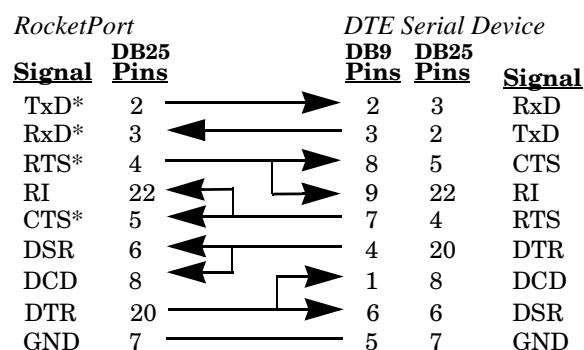 RocketPort DTE Serial Device
DB25 DB9 DB25
Signal Pins Pins Pins Signal
TxD* 2 2 3 RxD
RxD* 3 3 2 TxD
RTS* 4 8 5 CTS
RI 22 9 22 RI
CTS* 5 7 4 RTS
DSR 6 4 20 DTR
DCD 8 1 8 DCD
DTR 20 6 6 DSR
GND 7 5 7 GND